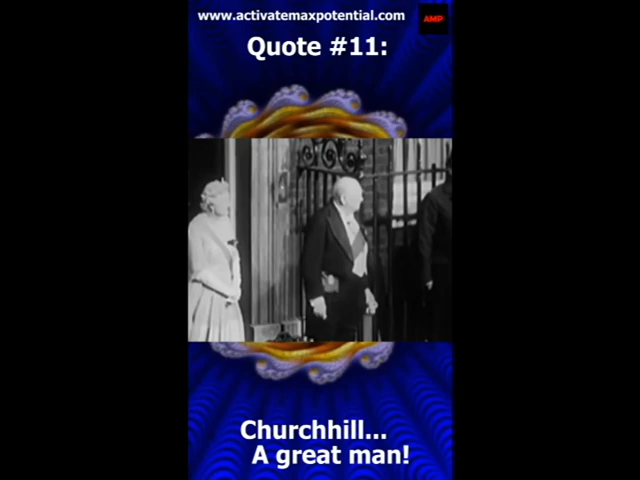 www.activatemaxpotential.com
AMP
Quote #11:
Churchhill...
A great man!